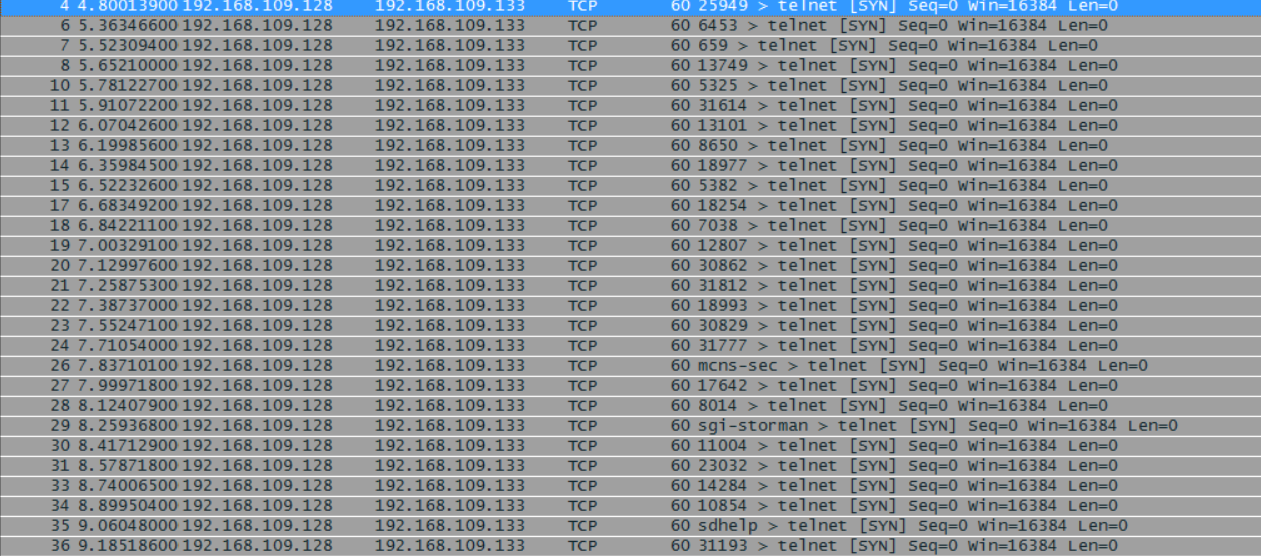 4 4.80013900 192.168.109.128 192.168.109.133 TCP 60 25949 > telnet [SYN] Seq=0 Win=16384 Len=0
6 5.36346600 192.168.109.128 192.168.109.133 TCP 60 6453 > telnet [SYN] Seq=0 Win=16384 Len=0
7 5.52309400 192.168.109.128 192.168.109.133 TCP 60 659 > telnet [SYN] Seq=0 Win=16384 Len=0
8 5.65210000 192.168.109.128 192.168.109.133 TCP 60 13749 > telnet [SYN] Seq=0 Win=16384 Len=0
10 5.78122700 192.168.109.128 192.168.109.133 TCP 60 5325 > telnet [SYN] Seq=0 Win=16384 Len=0
11 5.91072200 192.168.109.128 192.168.109.133 TCP 60 31614 > telnet [SYN] Seq=0 Win=16384 Len=0
12 6.07042600 192.168.109.128 192.168.109.133 TCP 60 13101 > telnet [SYN] Seq=0 Win=16384 Len=0
13 6.19985600 192.168.109.128 192.168.109.133 TCP 60 8650 > telnet [SYN] Seq=0 Win=16384 Len=0
14 6.35984500 192.168.109.128 192.168.109.133 TCP 60 18977 > telnet [SYN] Seq=0 Win=16384 Len=0
15 6.52232600 192.168.109.128 192.168.109.133 TCP 60 5382 > telnet [SYN] Seq=0 Win=16384 Len=0
17 6.68349200 192.168.109.128 192.168.109.133 TCP 60 18254 > telnet [SYN] Seq=0 Win=16384 Len=0
18 6.84221100 192.168.109.128 192.168.109.133 TCP 60 7038 > telnet [SYN] Seq=0 Win=16384 Len=0
19 7.00329100 192.168.109.128 192.168.109.133 TCP 60 12807 > telnet [SYN] Seq=0 Win=16384 Len=0
20 7.12997600 192.168.109.128 192.168.109.133 TCP 60 30862 > telnet [SYN] Seq=0 Win=16384 Len=0
21 7.25875300 192.168.109.128 192.168.109.133 TCP 60 31812 > telnet [SYN] Seq=0 Win=16384 Len=0
22 7.38737000 192.168.109.128 192.168.109.133 TCP 60 18993 > telnet [SYN] Seq=0 Win=16384 Len=0
23 7.55247100 192.168.109.128 192.168.109.133 TCP 60 30829 > telnet [SYN] Seq=0 Win=16384 Len=0
24 7.71054000 192.168.109.128 192.168.109.133 TCP 60 31777 > telnet [SYN] Seq=0 Win=16384 Len=0
26 7.83710100 192.168.109.128 192.168.109.133 TCP 60 mcns-sec > telnet [SYN] Seq=0 Win=16384 Len=0
27 7.99971800 192.168.109.128 192.168.109.133 TCP 60 17642 > telnet [SYN] Seq=0 Win=16384 Len=0
28 8.12407900 192.168.109.128 192.168.109.133 TCP 60 8014 > telnet [SYN] Seq=0 Win=16384 Len=0
29 8.25936800 192.168.109.128 192.168.109.133 TCP 60 sgi-storman > telnet [SYN] Seq=0 Win=16384 Len=0
30 8.41712900 192.168.109.128 192.168.109.133 TCP 60 11004 > telnet [SYN] Seq=0 Win=16384 Len=0
31 8.57871800 192.168.109.128 192.168.109.133 TCP 60 23032 > telnet [SYN] Seq=0 Win=16384 Len=0
33 8.74006500 192.168.109.128 192.168.109.133 TCP 60 14284 > telnet [SYN] Seq=0 Win=16384 Len=0
34 8.89950400 192.168.109.128 192.168.109.133 TCP 60 10854 > telnet [SYN] Seq=0 Win=16384 Len=0
35 9.06048000 192.168.109.128 192.168.109.133 TCP 60 sdhelp > telnet [SYN] Seq=0 Win=16384 Len=0
36 9.18518600 192.168.109.128 192.168.109.133 TCP 60 31193 > telnet [SYN] Seq=0 Win=16384 Len=0